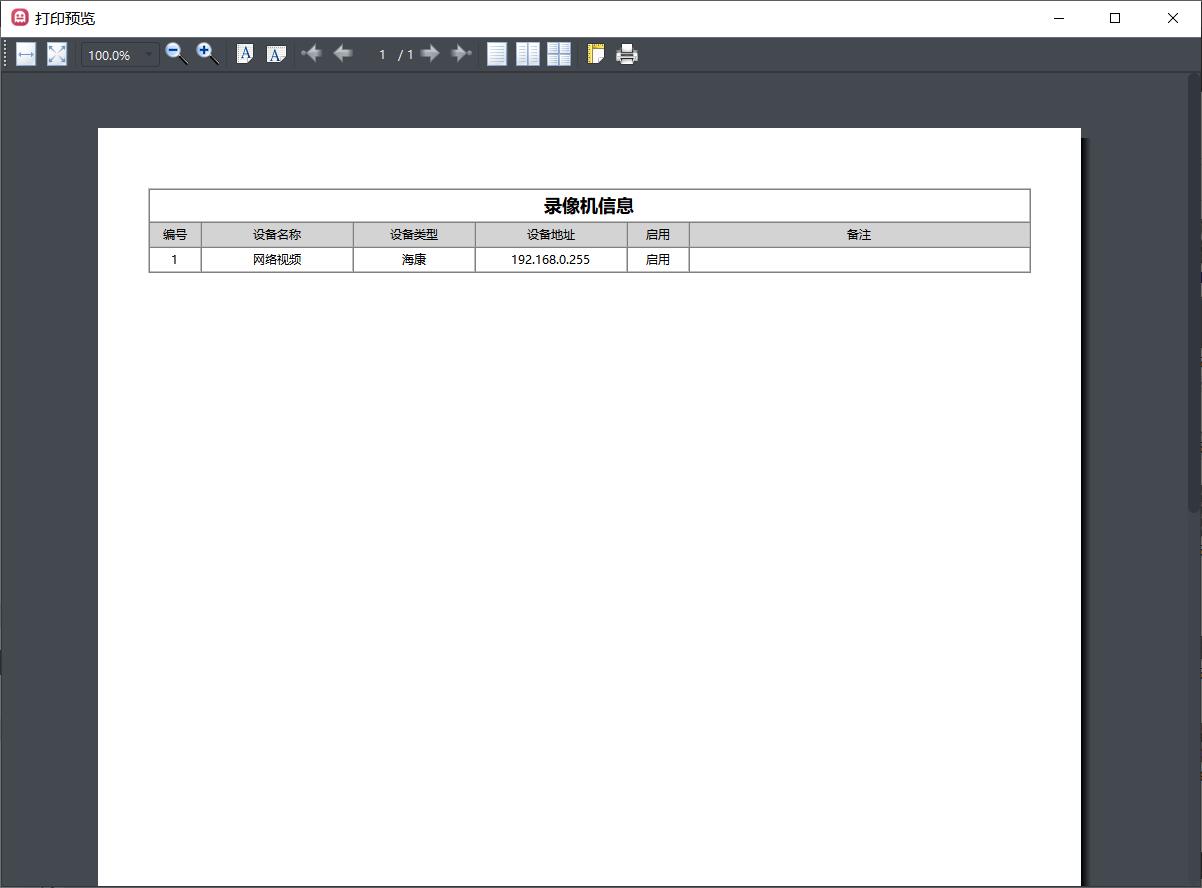 打印预览
100.0% 1 / 1
录像机信息
编号 设备名称 设备类型 设备地址 启用 备注
1 网络视频 海康 192.168.0.255 启用